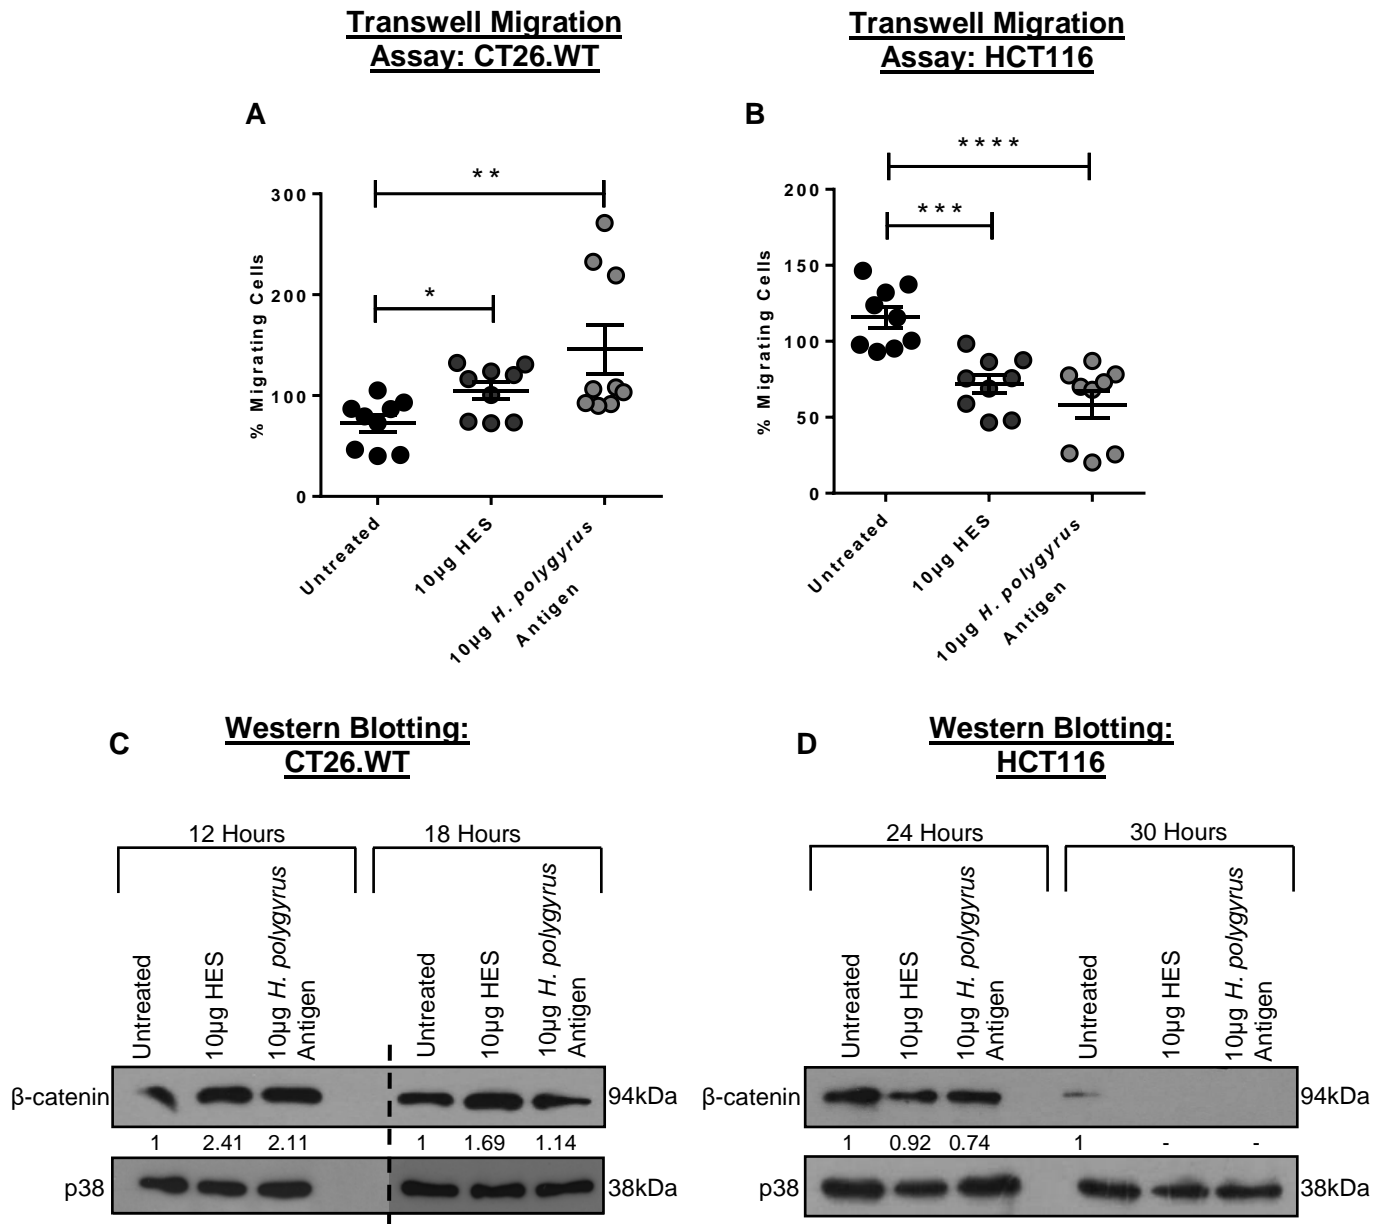 Transwell Migration
Assay: CT26.WT
Transwell Migration
Assay: HCT116
A
B
% Migrating Cells
300
200
100
0
**
*
Untreated
10µg HES
10µg H. polygyrus
Antigen
% Migrating Cells
200
150
100
50
0
****
***
Untreated
10µg HES
10µg H. polygyrus
Antigen
C
Western Blotting:
CT26.WT
D
Western Blotting:
HCT116
12 Hours
18 Hours
Untreated
10µg HES
10µg H. polygyrus
Antigen
Untreated
10µg HES
10µg H. polygyrus
Antigen
β-catenin
94kDa
1 2.41 2.11 1 1.69 1.14
p38
38kDa
24 Hours
30 Hours
Untreated
10µg HES
10µg H. polygyrus
Antigen
Untreated
10µg HES
10µg H. polygyrus
Antigen
β-catenin
94kDa
1 0.92 0.74 1 - -
p38
38kDa